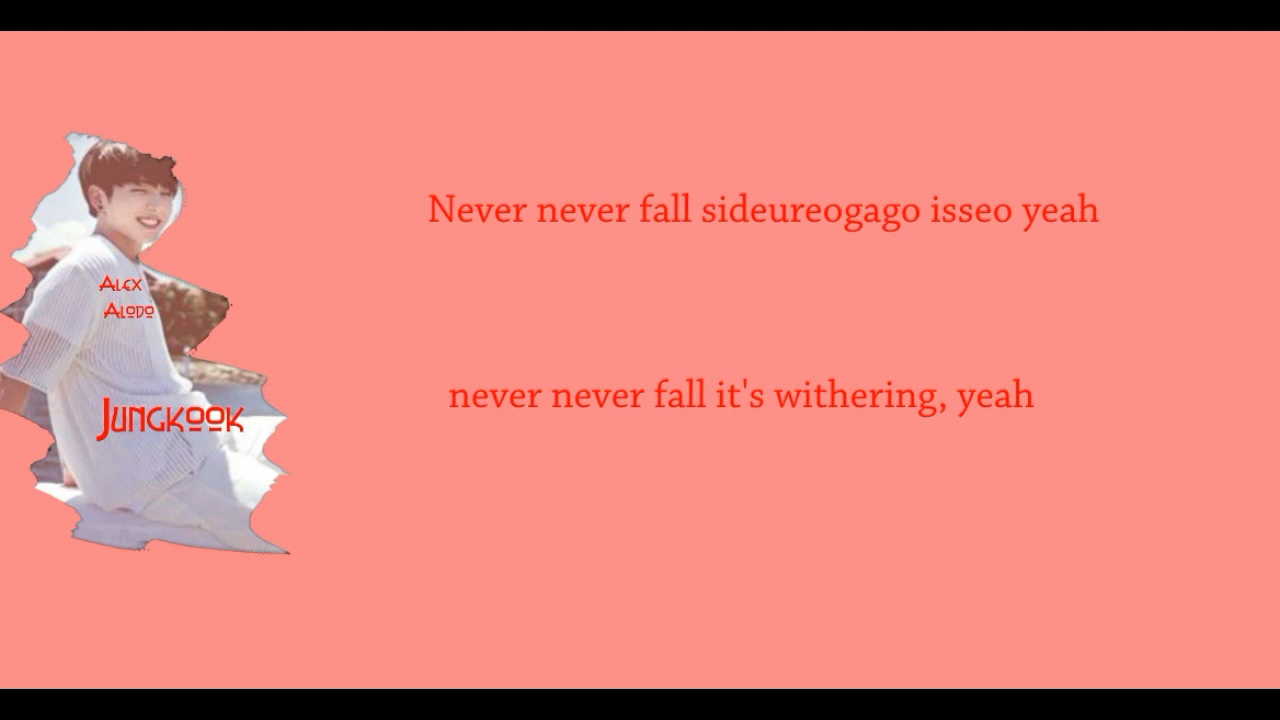 Never never fall sideureogago isseo yeah
Alex
Alodo
never never fall it's withering, yeah
Jungkook